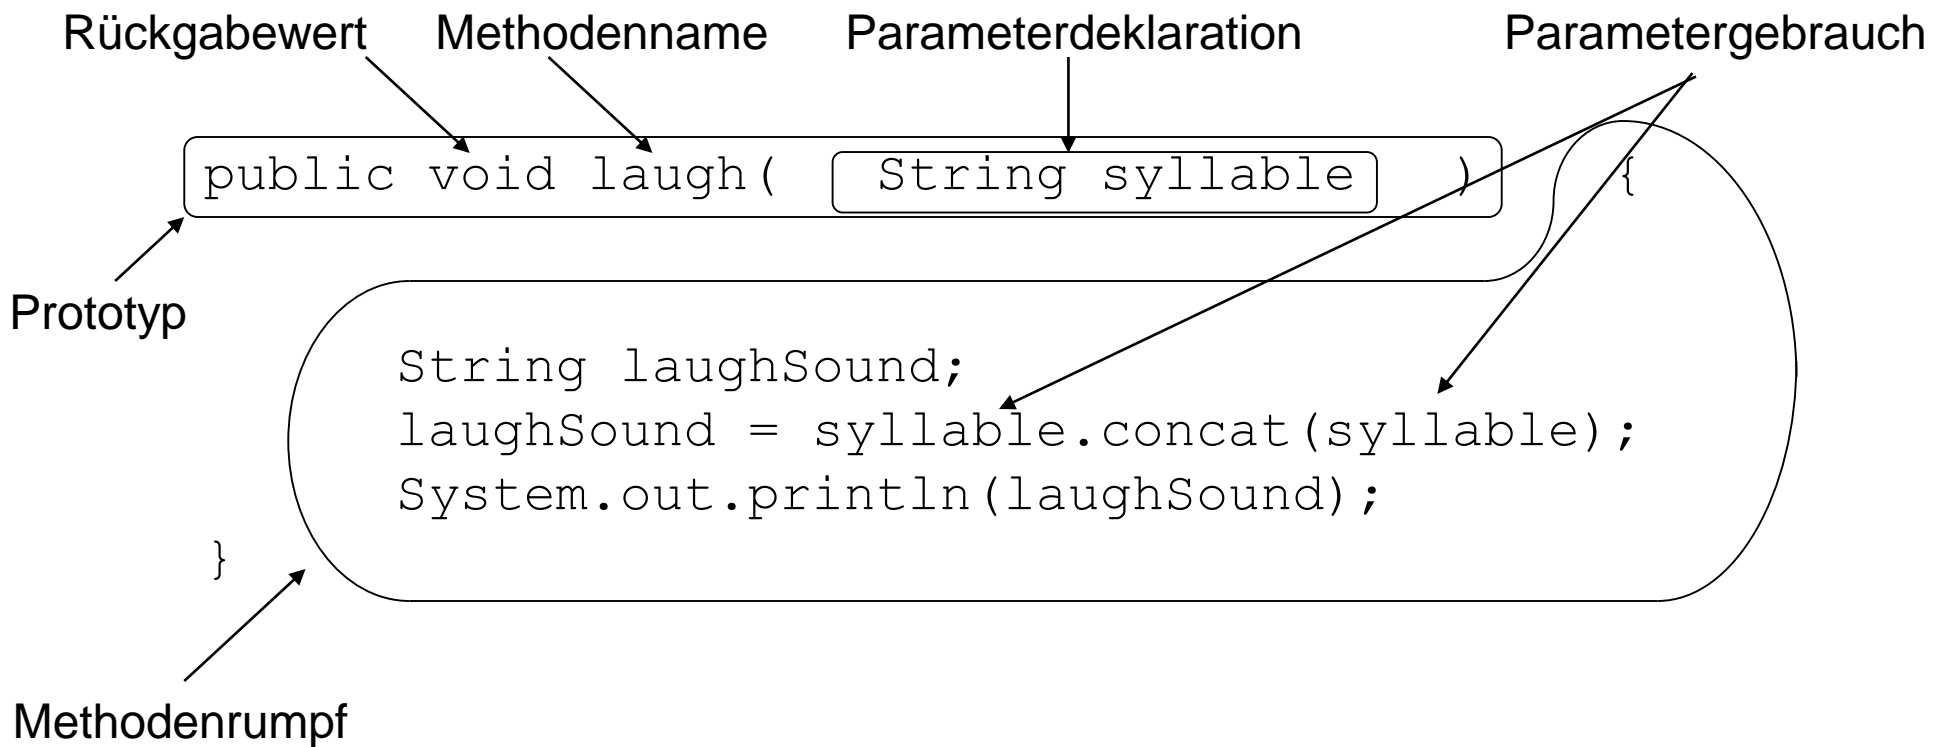 Rückgabewert Methodenname Parameterdeklaration Parametergebrauch
public void laugh( String syllable ) {
Prototyp
String laughSound;
laughSound = syllable.concat(syllable);
System.out.println(laughSound);
}
Methodenrumpf